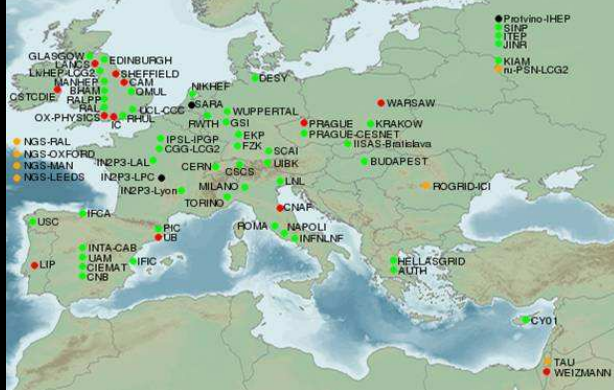 Protvino-IHEP
SINP
ITEP
JINR
KIAM
ru-PSN-LCG2
GLASGOW
EDINBURGH
LANCS
SHEFFIELD
LivHEP-LCG2
CAM
MANHEP
QMUL
CSTCDIE
BHAM
RALPP
RAL
UCL-CCC
OX-PHYSICS
IC
RHUL
NIKHEF
DESY
SARA
WUPPERTAL
RWTH
GSI
WARSAW
PRAGUE
KRAKOW
PRAGUE-CESNET
IISAS-Bratislava
BUDAPEST
NGS-RAL
NGS-OXFORD
NGS-MAN
NGS-LEEDS
IPSL-IPGP
CGG-LCG2
EKP
FZK
IN2P3-LAL
SCAI
UIBK
CERN
CSCS
IN2P3-LPC
IN2P3-Lyon
MILANO
LNL
TORINO
ROGRID-ICI
CNAF
IFCA
USC
PIC
UB
ROMA
NAPOLI
INFNLNF
INTA-CAB
UAM
CIEMAT
CNB
IFIC
LIP
HELLASGRID
AUTH
CY01
TAU
WEIZMANN